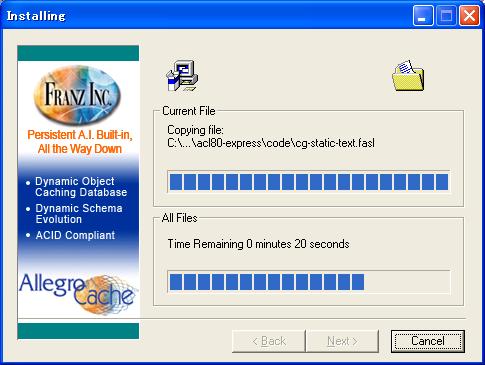 Installing
FRANZ INC.
Persistent A.I. Built-in,
All the Way Down
• Dynamic Object
Caching Database
• Dynamic Schema
Evolution
• ACID Compliant
Allegro
Cache
Current File
Copying file:
C:\...\acl80-express\code\cg-static-text.fasl
All Files
Time Remaining 0 minutes 20 seconds
< Back
Next >
Cancel